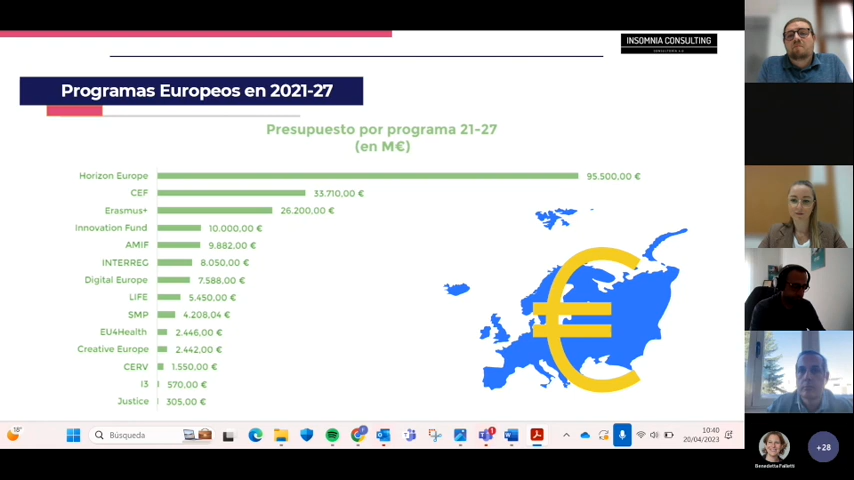 INSOMNIA CONSULTING
Programas Europeos en 2021-27
Presupuesto por programa 21-27
(en M€)
Horizon Europe 95.500,00 €
CEF 33.710,00 €
Erasmus+ 26.200,00 €
Innovation Fund 10.000,00 €
AMIF 9.882,00 €
INTERREG 8.050,00 €
Digital Europe 7.588,00 €
LIFE 5.450,00 €
SMP 4.208,04 €
EU4Health 2.446,00 €
Creative Europe 2.442,00 €
CERV 1.550,00 €
I3 570,00 €
Justice 305,00 €
€
18°
Búsqueda
1
10:40
20/04/2023
Benedetta Falletti
+28